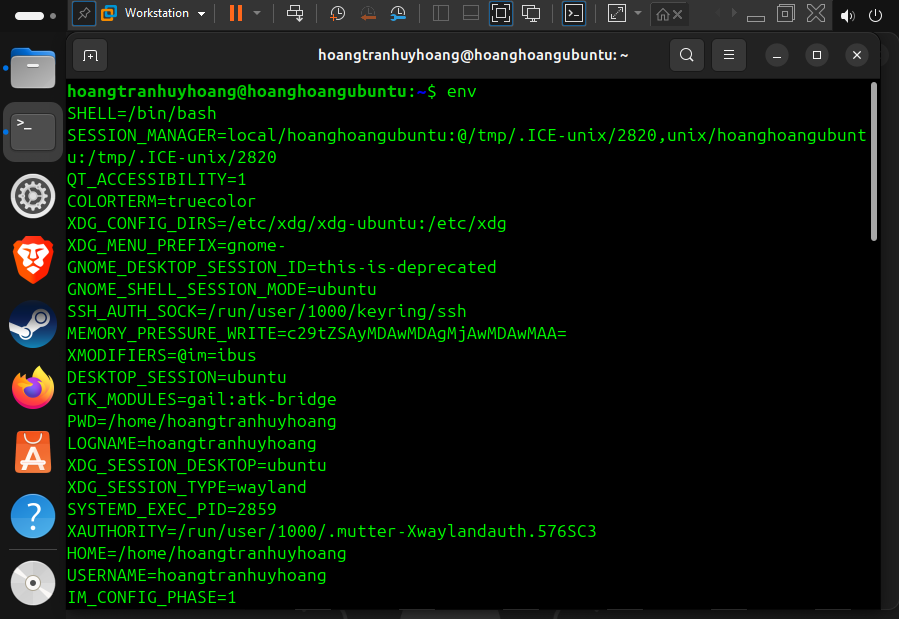 Workstation
hoangtranhuyhoang@hoanghoangubuntu: ~
hoangtranhuyhoang@hoanghoangubuntu:~$ env
SHELL=/bin/bash
SESSION_MANAGER=local/hoanghoangubuntu:@/tmp/.ICE-unix/2820,unix/hoanghoangubunt
u:/tmp/.ICE-unix/2820
QT_ACCESSIBILITY=1
COLORTERM=truecolor
XDG_CONFIG_DIRS=/etc/xdg/xdg-ubuntu:/etc/xdg
XDG_MENU_PREFIX=gnome-
GNOME_DESKTOP_SESSION_ID=this-is-deprecated
GNOME_SHELL_SESSION_MODE=ubuntu
SSH_AUTH_SOCK=/run/user/1000/keyring/ssh
MEMORY_PRESSURE_WRITE=c29tZSAyMDAwMDAgMjAwMDAwMAA=
XMODIFIERS=@im=ibus
DESKTOP_SESSION=ubuntu
GTK_MODULES=gail:atk-bridge
PWD=/home/hoangtranhuyhoang
LOGNAME=hoangtranhuyhoang
XDG_SESSION_DESKTOP=ubuntu
XDG_SESSION_TYPE=wayland
SYSTEMD_EXEC_PID=2859
XAUTHORITY=/run/user/1000/.mutter-Xwaylandauth.576SC3
HOME=/home/hoangtranhuyhoang
USERNAME=hoangtranhuyhoang
IM_CONFIG_PHASE=1